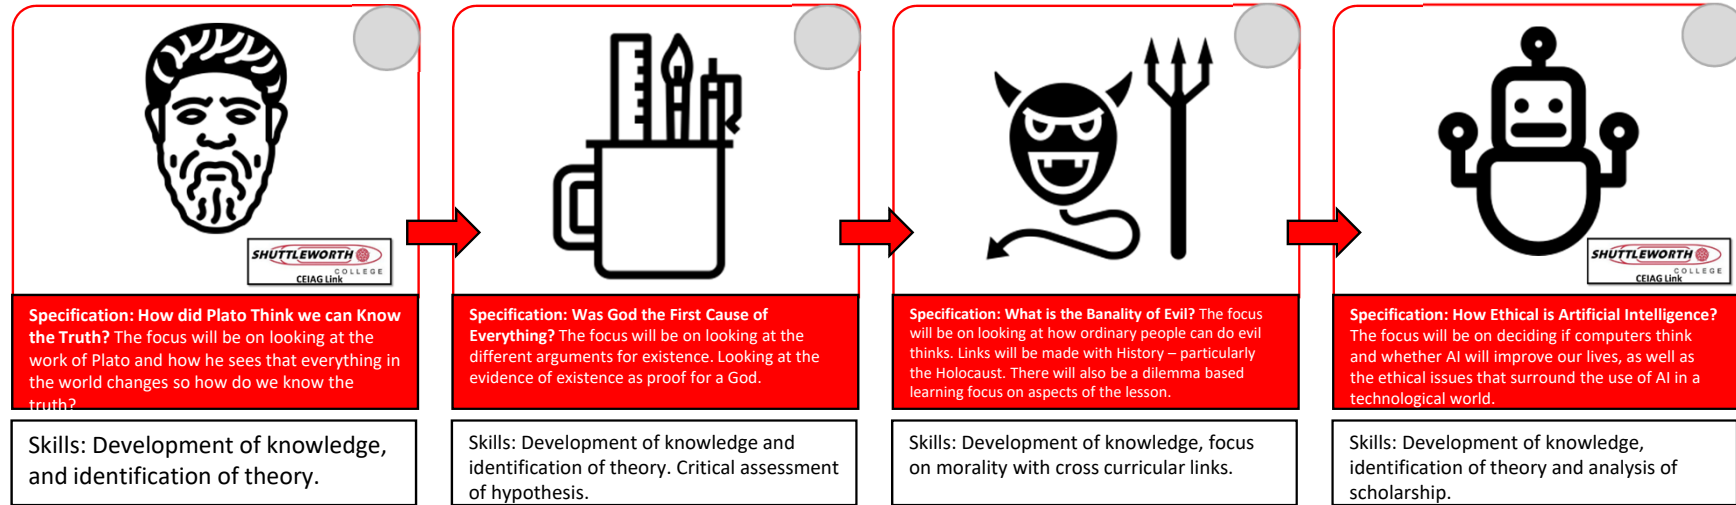 SHUTTLEWORTH
COLLEGE
CEIAG Link
Specification: How did Plato Think we can Know
the Truth? The focus will be on looking at the
work of Plato and how he sees that everything in
the world changes so how do we know the
truth?
Skills: Development of knowledge,
and identification of theory.
Specification: Was God the First Cause of
Everything? The focus will be on looking at the
different arguments for existence. Looking at the
evidence of existence as proof for a God.
Skills: Development of knowledge and
identification of theory. Critical assessment
of hypothesis.
Specification: What is the Banality of Evil? The focus
will be on looking at how ordinary people can do evil
thinks. Links will be made with History – particularly
the Holocaust. There will also be a dilemma based
learning focus on aspects of the lesson.
Skills: Development of knowledge, focus
on morality with cross curricular links.
SHUTTLEWORTH
COLLEGE
CEIAG Link
Specification: How Ethical is Artificial Intelligence?
The focus will be on deciding if computers think
and whether AI will improve our lives, as well as
the ethical issues that surround the use of AI in a
technological world.
Skills: Development of knowledge,
identification of theory and analysis of
scholarship.